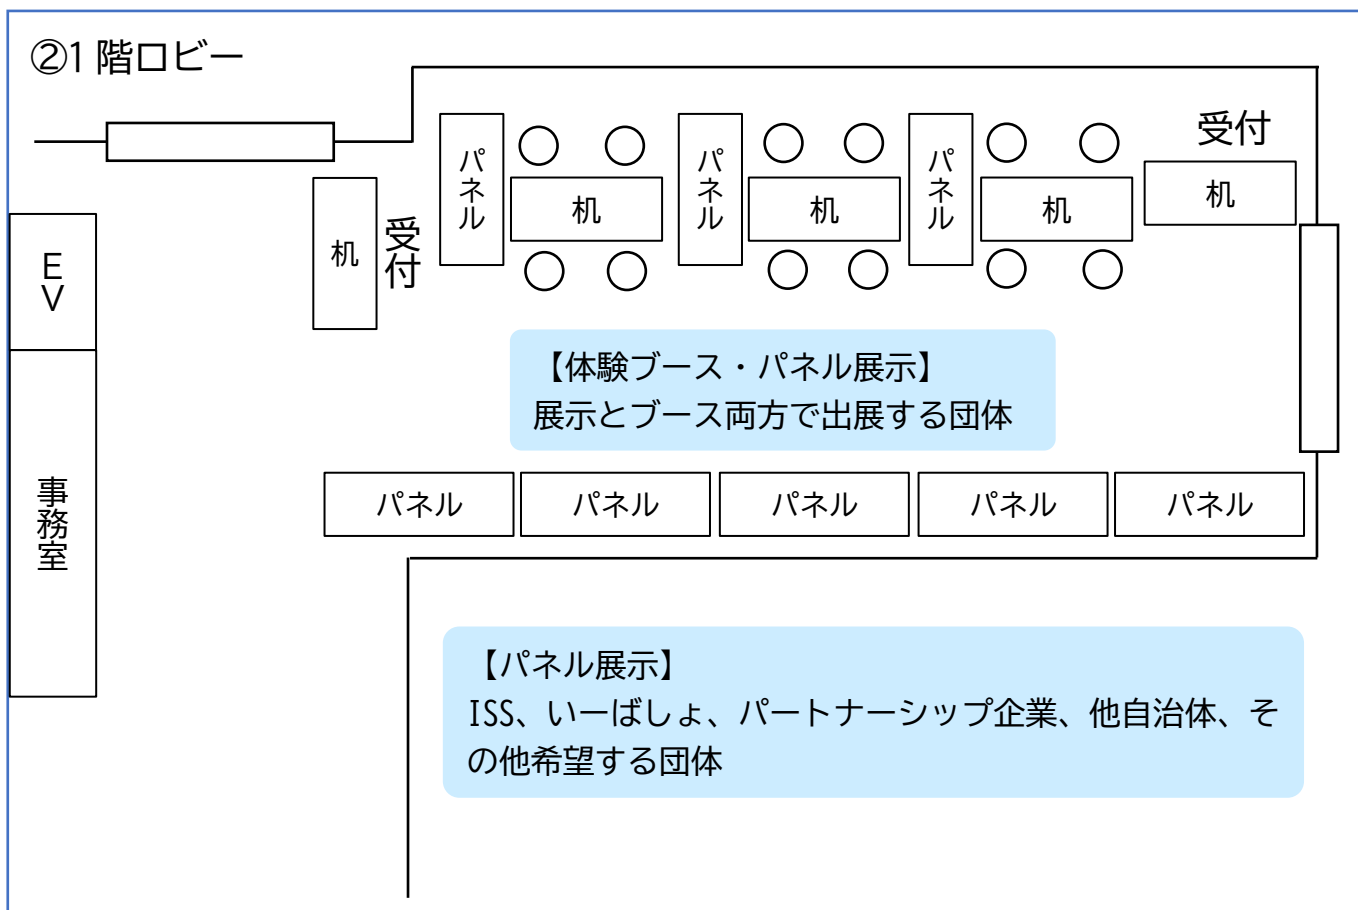 ②1階ロビー
受付
パネル
パネル
パネル
机
机
机
机
机
受付
EV
【体験ブース・パネル展示】
展示とブース両方で出展する団体
事務室
パネル
パネル
パネル
パネル
パネル
【パネル展示】
ISS、いーばしょ、パートナーシップ企業、他自治体、そ
の他希望する団体